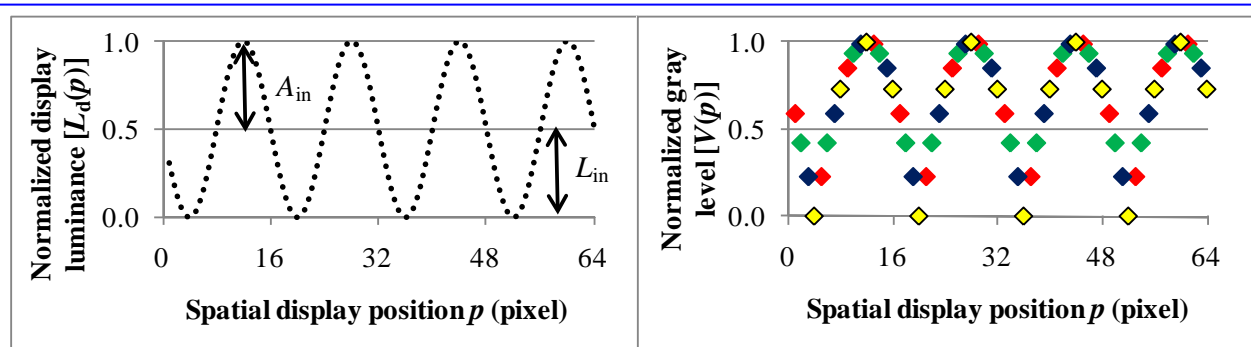 Normalized display
luminance [Ld(p)]
1.0
0.5
0.0
Ain
Lin
0 16 32 48 64
Spatial display position p (pixel)
Normalized gray
level [V(p)]
1.0
0.5
0.0
0 16 32 48 64
Spatial display position p (pixel)